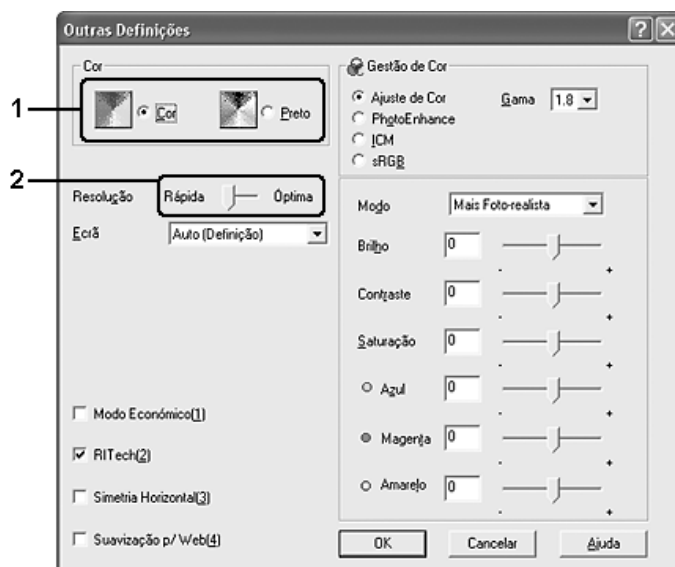 Outras Definições
Cor
1
Cor
Preto
2
Resolução
Rápida
Óptima
Ecrã
Auto (Definição)
Modo Económico(1)
RITech(2)
Simetria Horizontal(3)
Suavização p/ Web(4)
Gestão de Cor
Ajuste de Cor
PhotoEnhance
ICM
sRGB
Gama
1.8
Modo
Mais Foto-realista
Brilho
0
- +
Contraste
0
- +
Saturação
0
- +
Azul
0
- +
Magenta
0
- +
Amarelo
0
- +
OK
Cancelar
Ajuda